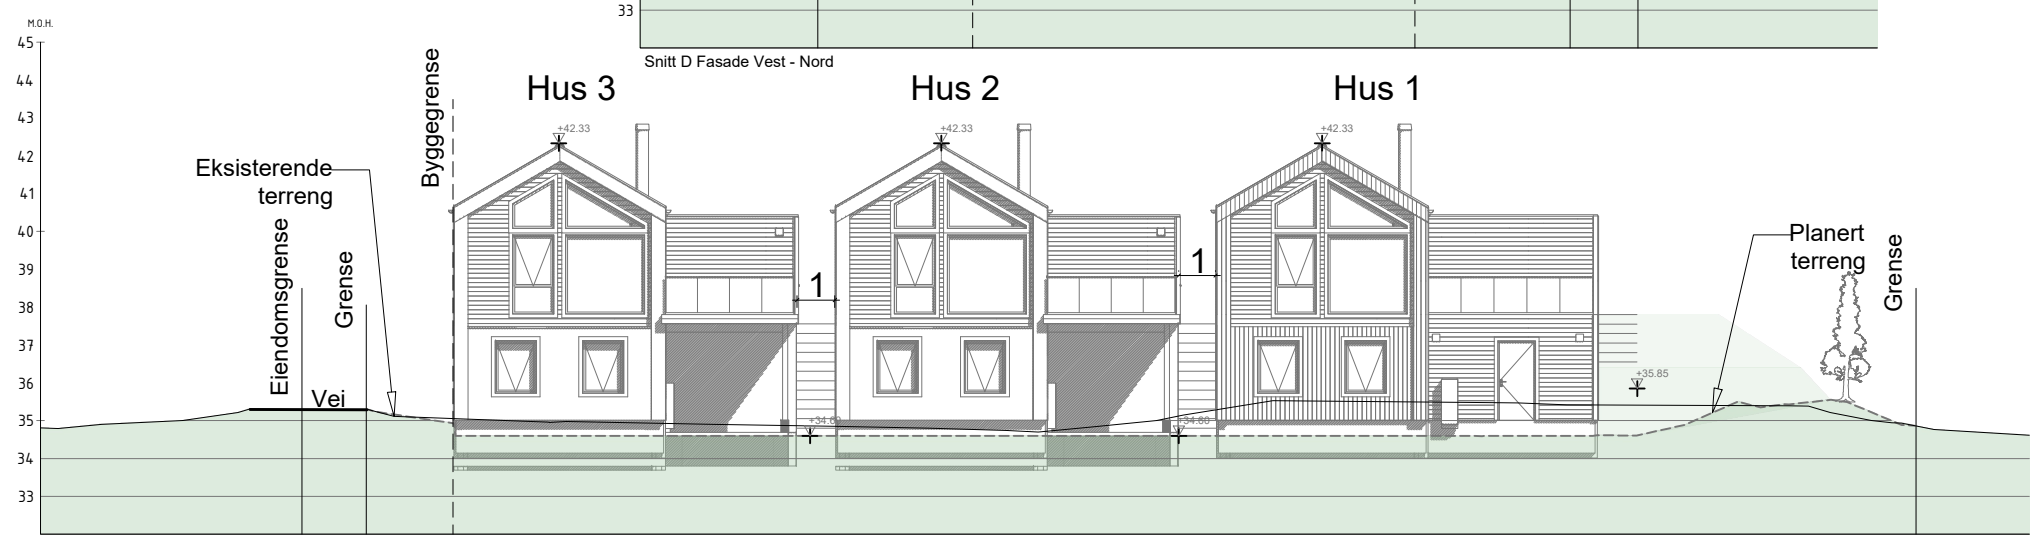 33
M.O.H.
Snitt D Fasade Vest - Nord
45
44
43
42
41
40
39
38
37
36
35
34
33
Hus 3
Hus 2
Hus 1
+42.33
+42.33
+42.33
Byggegrense
Eksisterende
terreng
Eiendomsgrense
Grense
Vei
1
1
Planert
terreng
Grense
+35.85
+34.60
+34.60